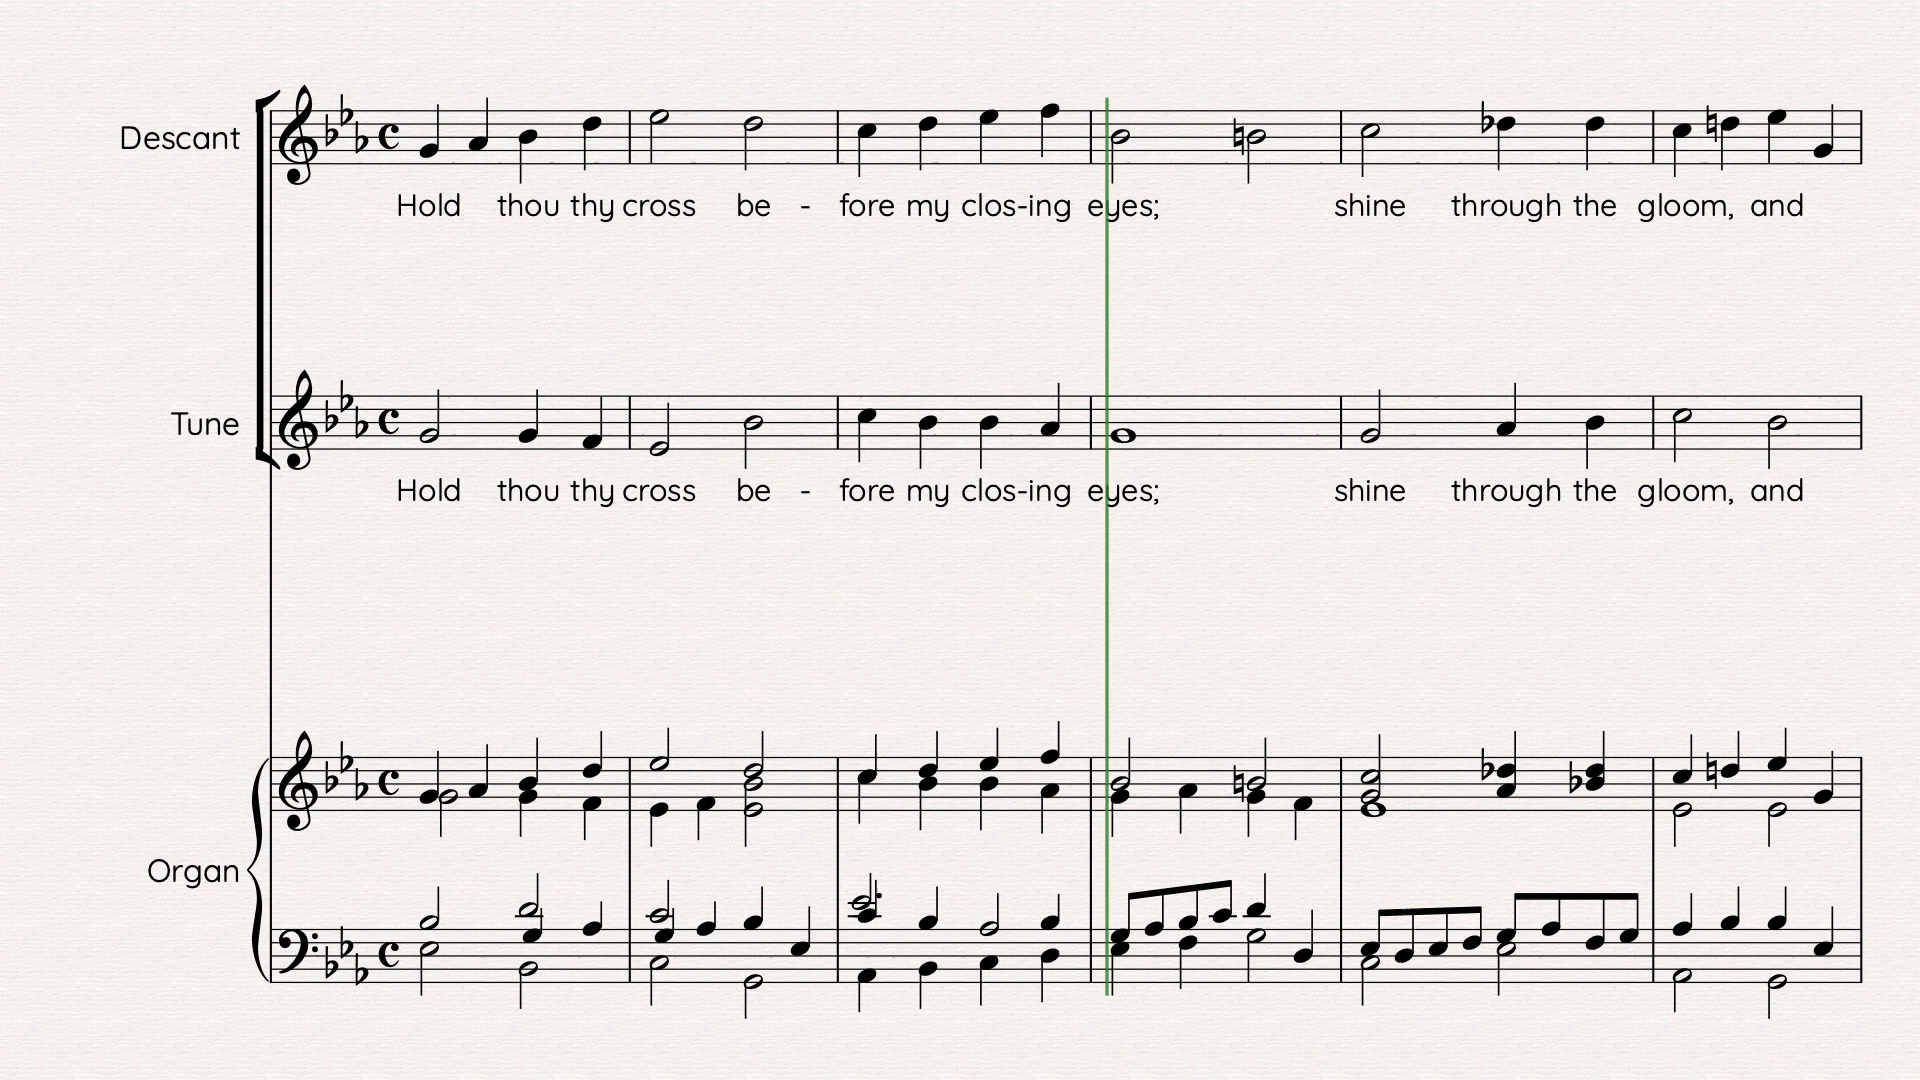 Descant
Hold thou thy cross be - fore my clos-ing eyes; shine through the gloom, and
Tune
Hold thou thy cross be - fore my clos-ing eyes; shine through the gloom, and
Organ